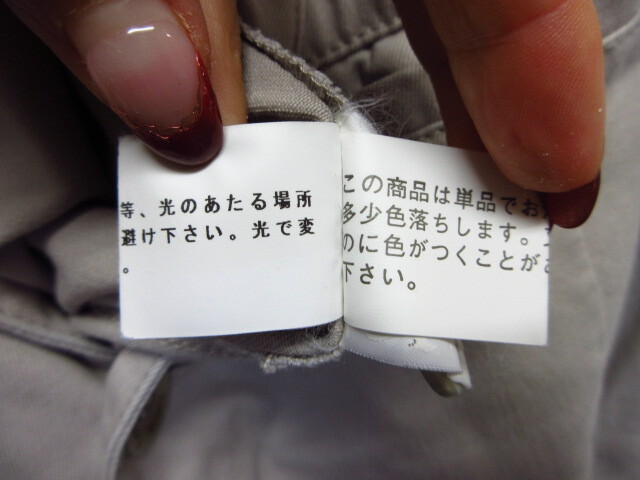 等、光のあたる場所
避け下さい。光で変
。
この商品は単品でお
多少色落ちします。
のに色がつくことが
下さい。